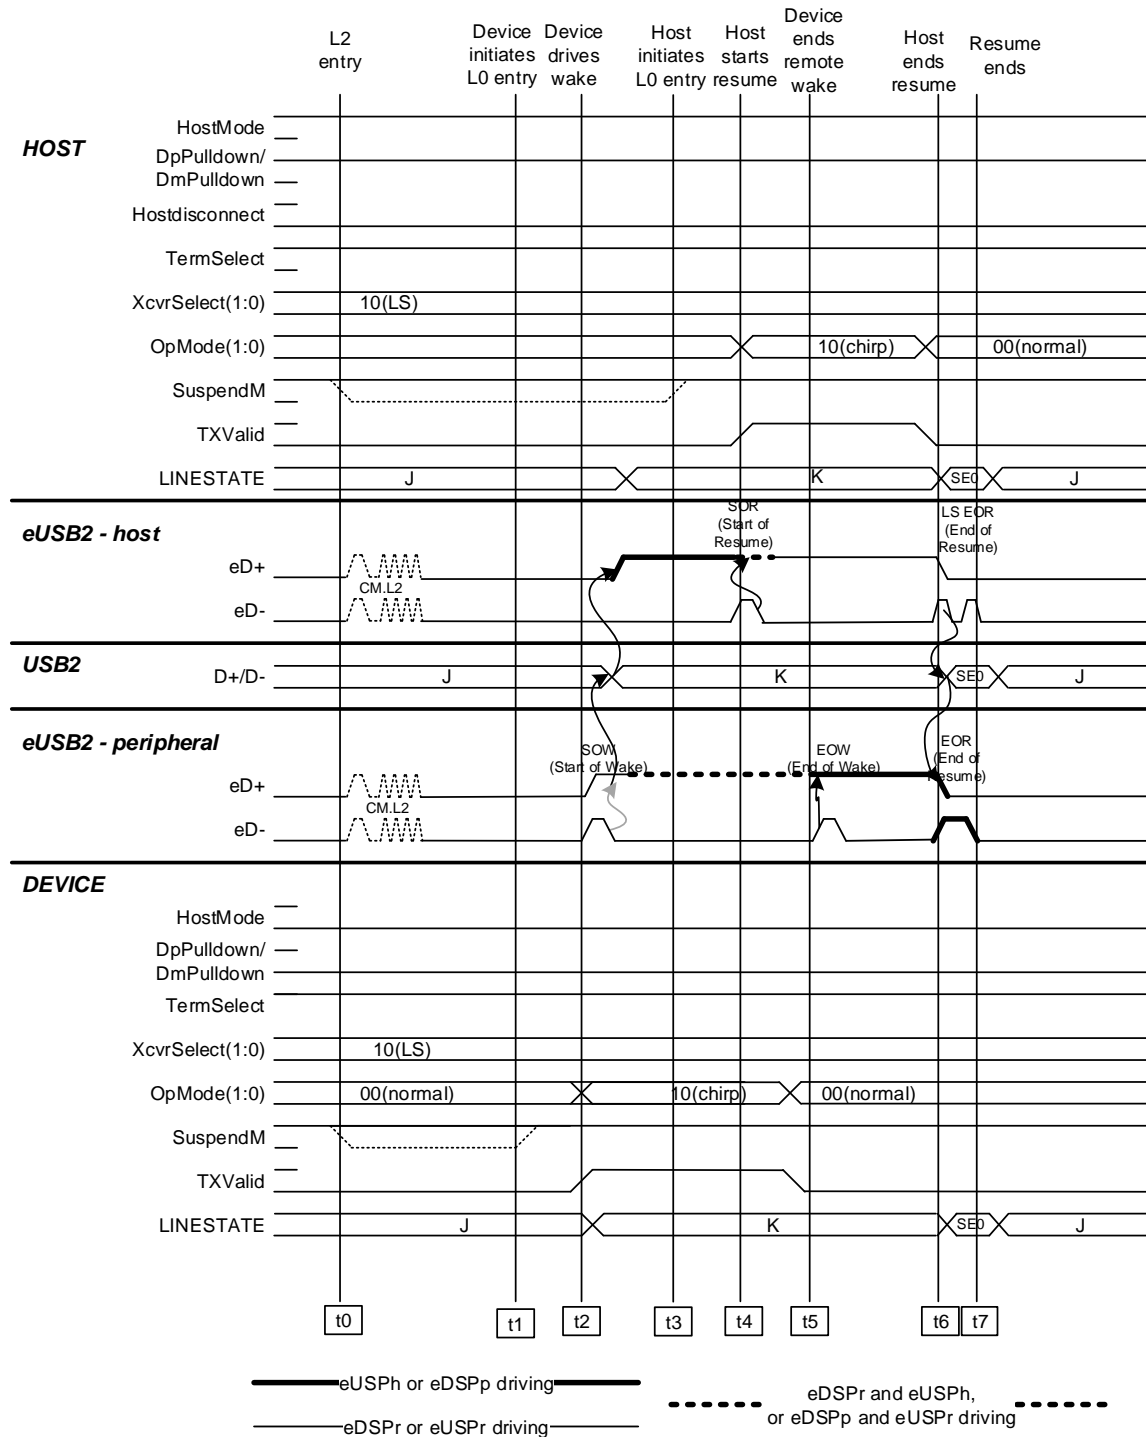 L2
entry
Device
initiates
L0 entry
Device
drives
wake
Host
initiates
L0 entry
Host
starts
resume
Device
ends
remote
wake
Host
ends
resume
Resume
ends
HOST
HostMode
DpPulldown/
DmPulldown
Hostdisconnect
TermSelect
XcvrSelect(1:0)
10(LS)
OpMode(1:0)
10(chirp)
00(normal)
SuspendM
TXValid
LINESTATE
J
K
SE0
J
eUSB2 - host
SOR
(Start of
Resume)
LS EOR
(End of
Resume)
eD+
CM.L2
eD-
USB2
D+/D-
J
K
SE0
J
eUSB2 - peripheral
SOW
(Start of Wake)
EOW
(End of Wake)
EOR
(End of
Resume)
eD+
CM.L2
eD-
DEVICE
HostMode
DpPulldown/
DmPulldown
TermSelect
XcvrSelect(1:0)
10(LS)
OpMode(1:0)
00(normal)
10(chirp)
00(normal)
SuspendM
TXValid
LINESTATE
J
K
SE0
J
t0
t1
t2
t3
t4
t5
t6
t7
eUSPh or eDSPp driving
eDSPr or eUSPr driving
eDSPr and eUSPh,
or eDSPp and eUSPr driving